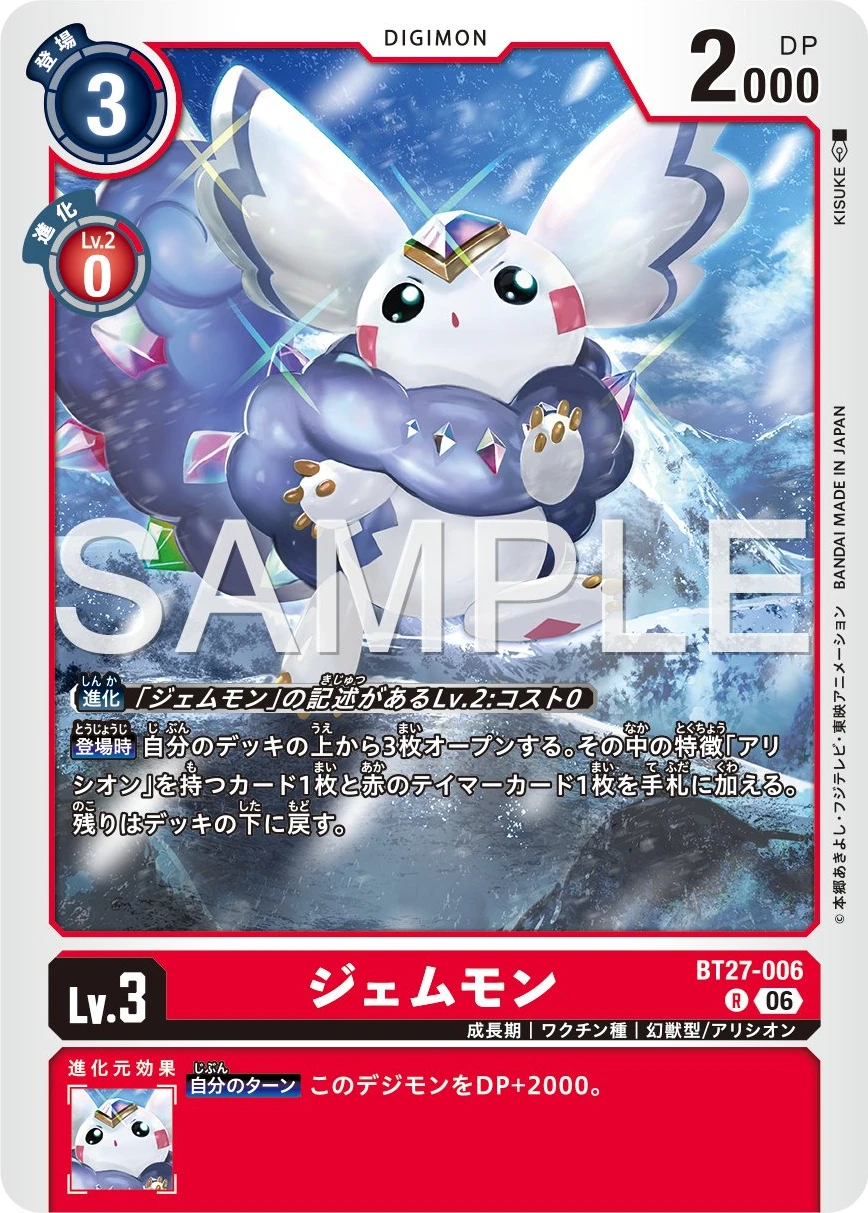 DIGIMON
登場
3
DP
2000
進化
Lv.2
0
KISUKE
BANDAI MADE IN JAPAN
© 本郷あきよし・フジテレビ・東映アニメーション
SAMPLE
進化 「ジェムモン」の記述があるLv.2:コスト0
登場時 自分のデッキの上から3枚オープンする。その中の特徴「アリ
シオン」を持つカード1枚と赤のテイマーカード1枚を手札に加える。
残りはデッキの下に戻す。
Lv.3
ジェムモン
BT27-006
R 06
成長期 | ワクチン種 | 幻獣型/アリシオン
進化元効果
自分のターン このデジモンをDP+2000。